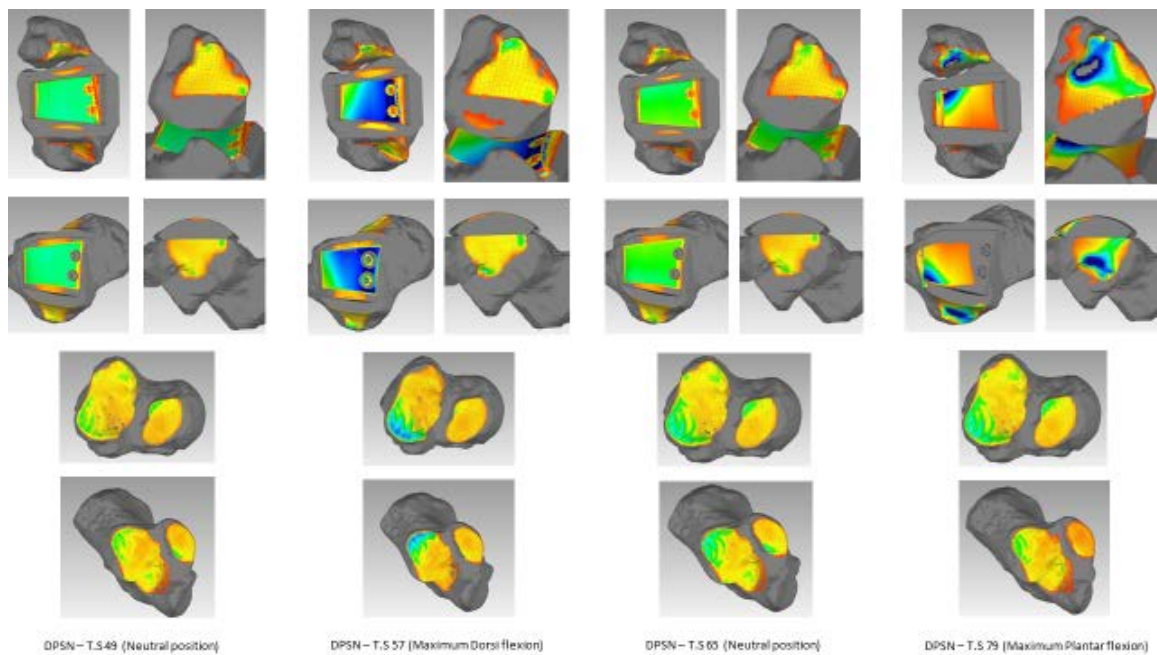 DPSN – T.S 49 (Neutral position)
DPSN – T.S 57 (Maximum Dorsi flexion)
DPSN – T.S 65 (Neutral position)
DPSN – T.S 79 (Maximum Plantar flexion)